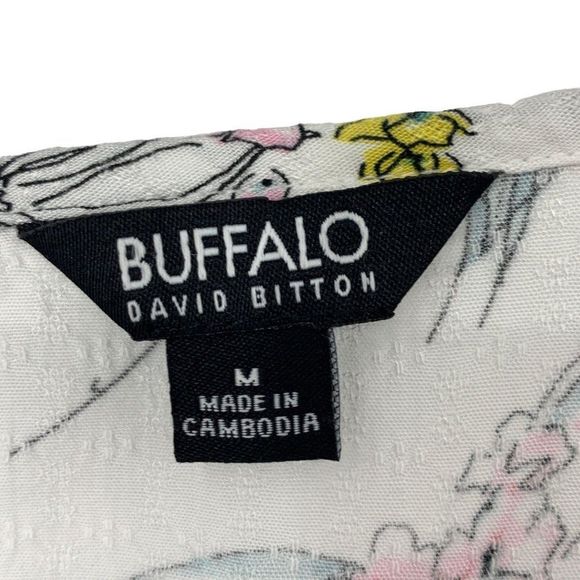 BUFFALO
DAVID BITTON
M
MADE IN
CAMBODIA